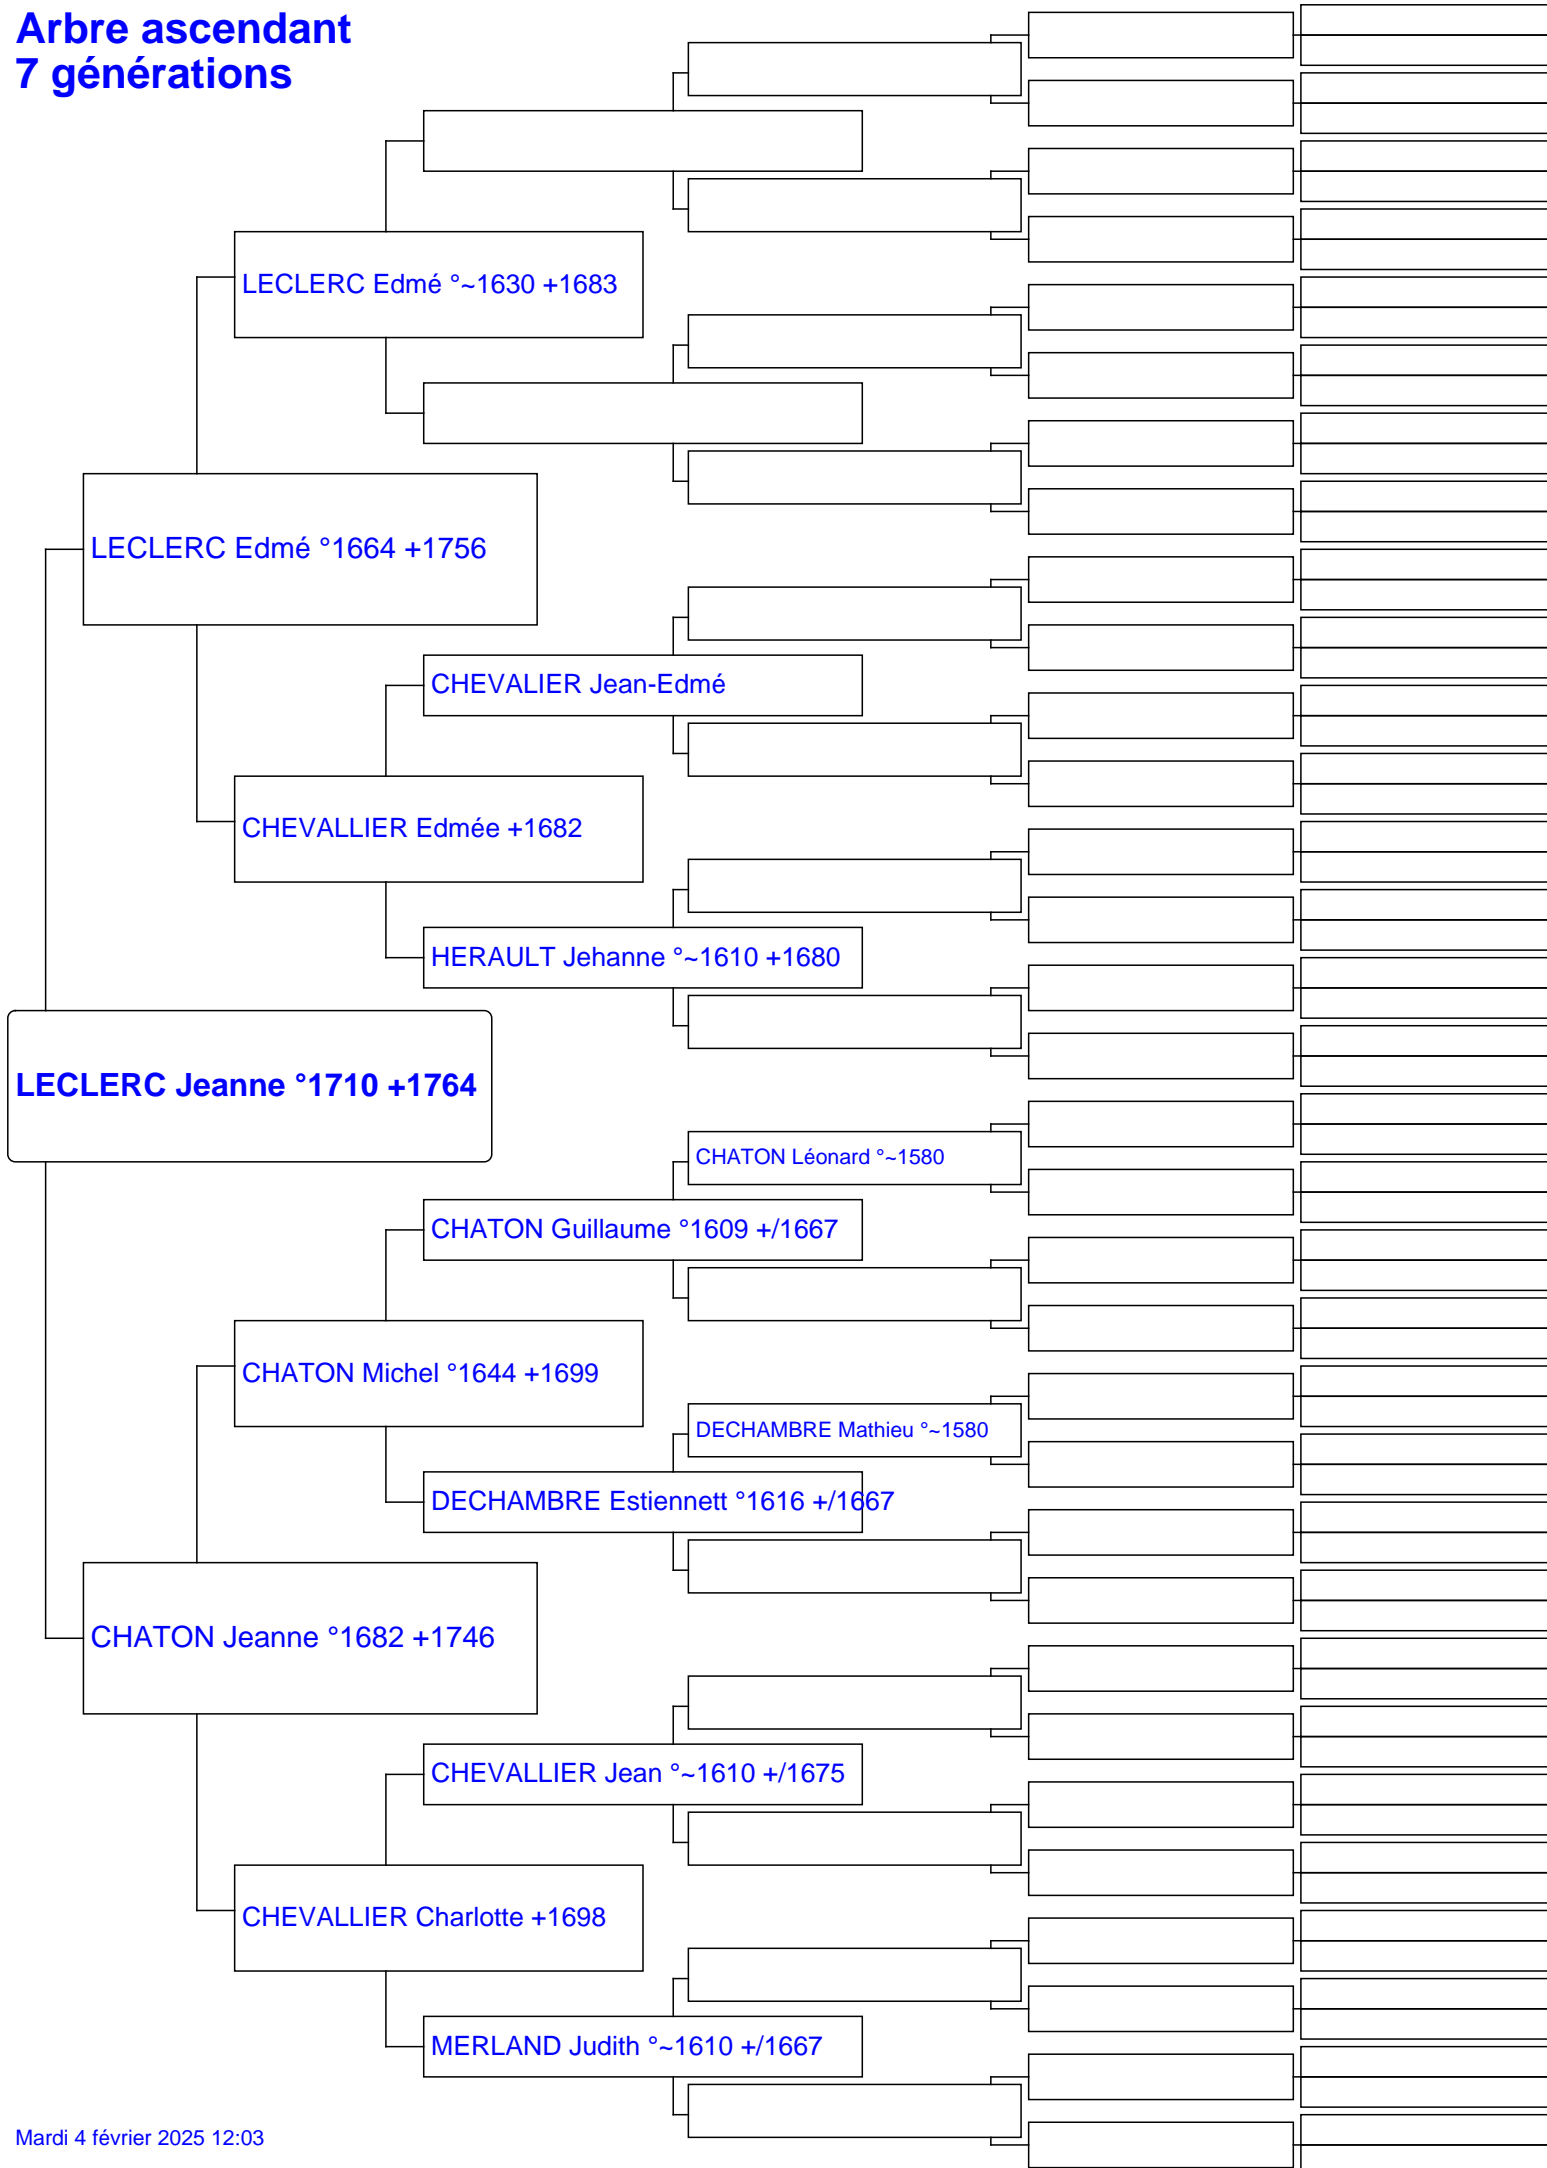 Arbre ascendant
7 générations
LECLERC Edmé °~1630 +1683
LECLERC Edmé °1664 +1756
CHEVALIER Jean-Edmé
CHEVALLIER Edmée +1682
HERAULT Jehanne °~1610 +1680
LECLERC Jeanne °1710 +1764
CHATON Léonard °~1580
CHATON Guillaume °1609 +/1667
CHATON Michel °1644 +1699
DECHAMBRE Mathieu °~1580
DECHAMBRE Estiennett °1616 +/1667
CHATON Jeanne °1682 +1746
CHEVALLIER Jean °~1610 +/1675
CHEVALLIER Charlotte +1698
MERLAND Judith °~1610 +/1667
Mardi 4 février 2025 12:03